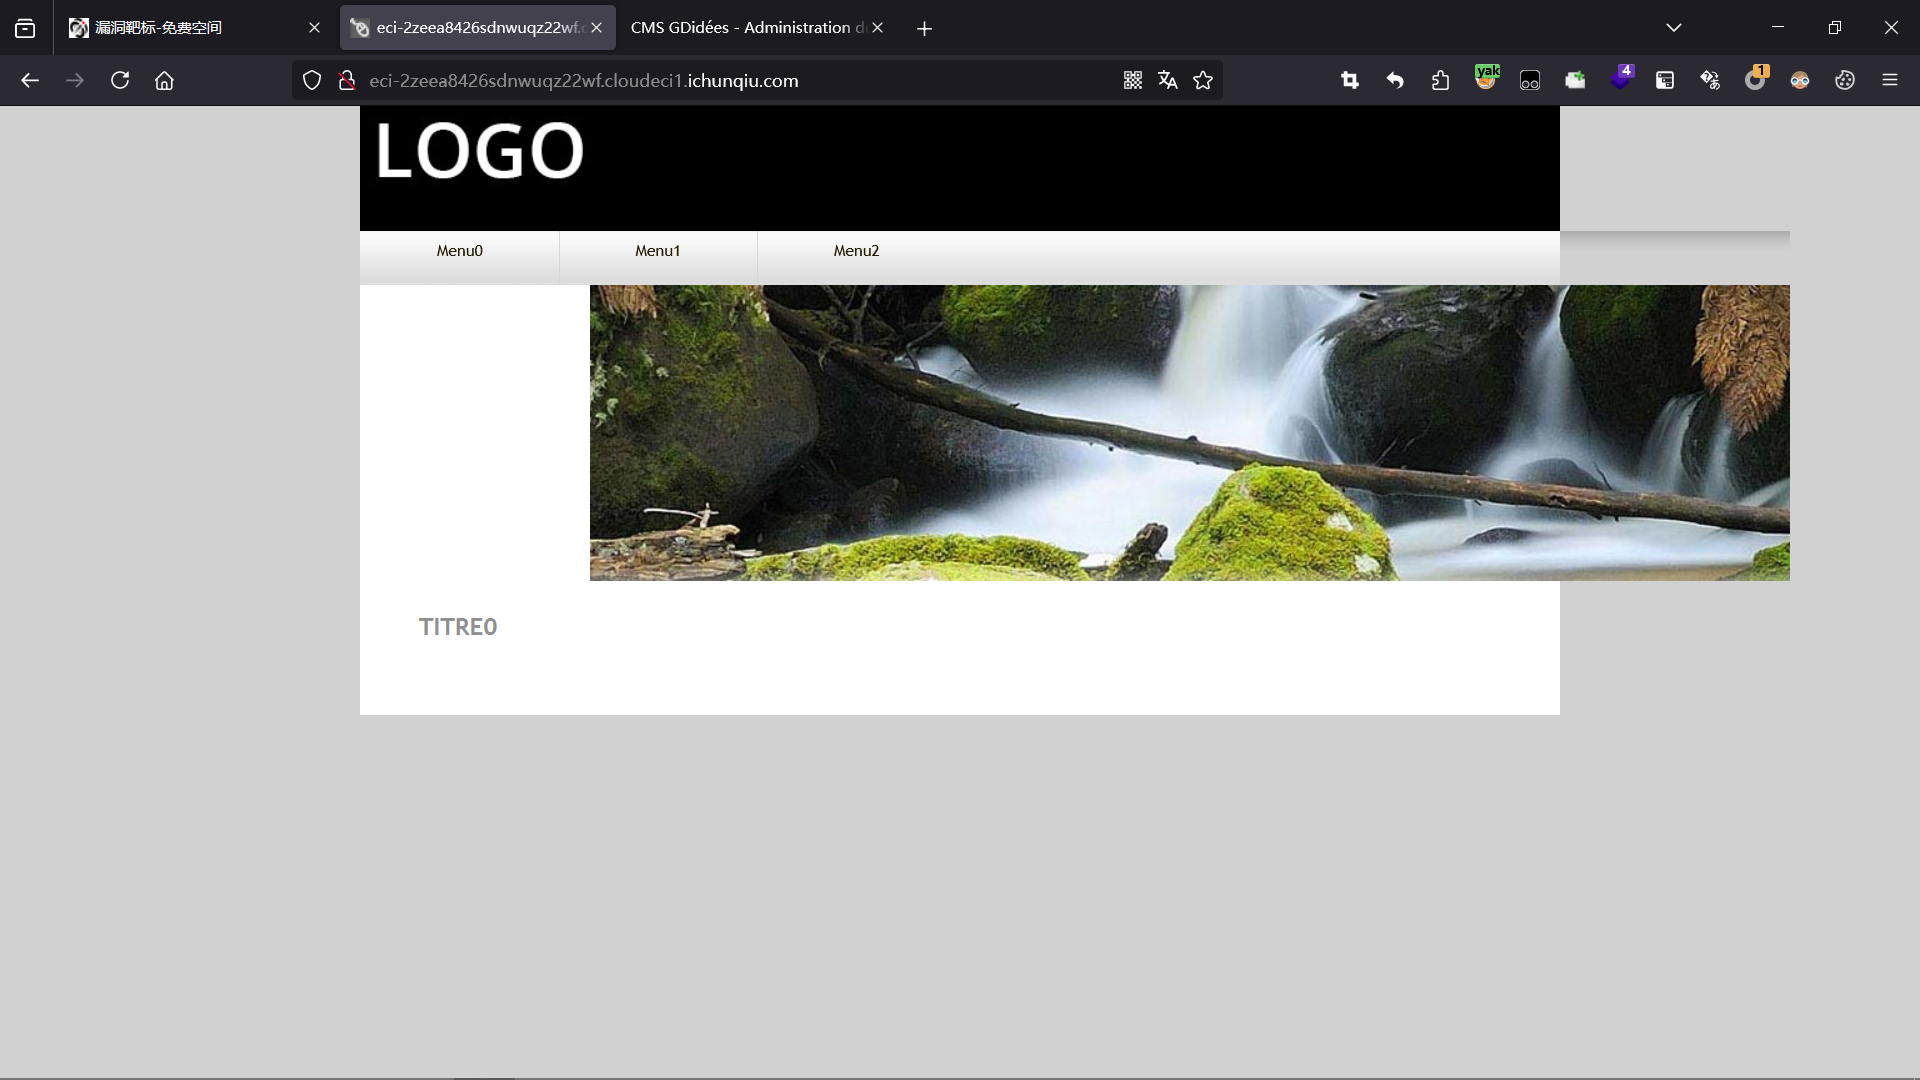 漏洞靶标-免费空间
eci-2zeea8426sdnwuqz22wf.c
CMS GDidées - Administration d
eci-2zeea8426sdnwuqz22wf.cloudeci1.ichunqiu.com
yak
4
1
LOGO
Menu0
Menu1
Menu2
TITRE0